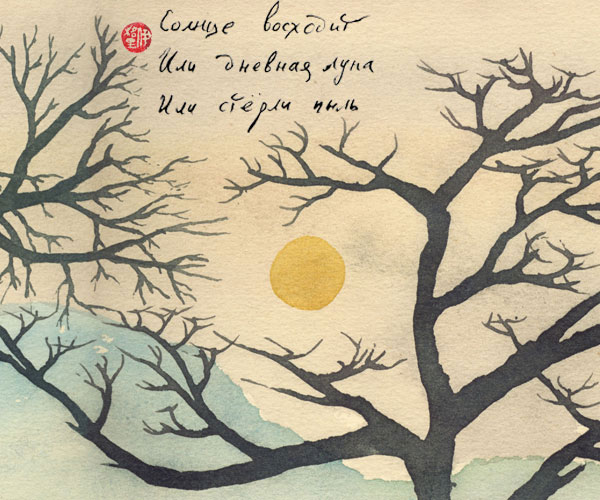 Солнце восходит
Или дневная луна
Или стёрли пыль